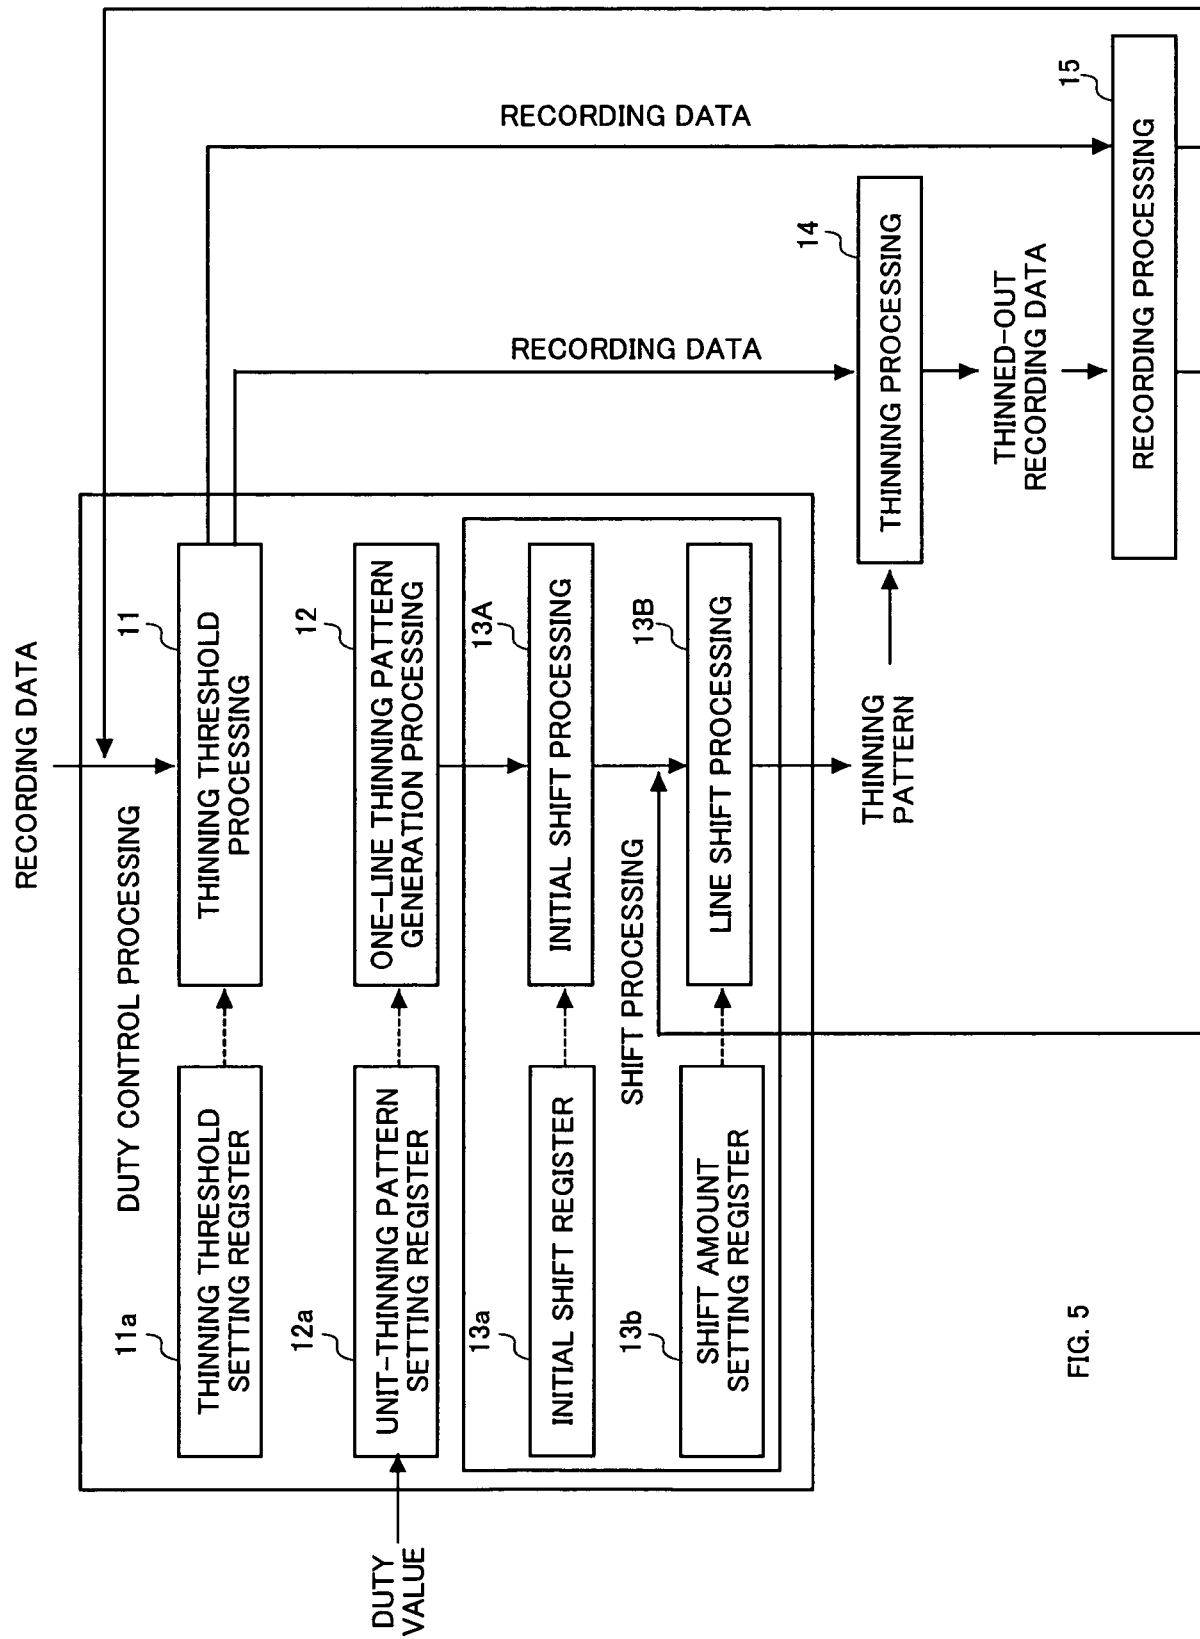 RECORDING DATA
DUTY CONTROL PROCESSING
11a
THINNING THRESHOLD
SETTING REGISTER
11
THINNING THRESHOLD
PROCESSING
RECORDING DATA
RECORDING DATA
DUTY
VALUE
12a
UNIT-THINNING PATTERN
SETTING REGISTER
12
ONE-LINE THINNING PATTERN
GENERATION PROCESSING
13a
INITIAL SHIFT REGISTER
13A
INITIAL SHIFT PROCESSING
SHIFT PROCESSING
13b
SHIFT AMOUNT
SETTING REGISTER
13B
LINE SHIFT PROCESSING
THINNING
PATTERN
14
THINNING PROCESSING
THINNED-OUT
RECORDING DATA
15
RECORDING PROCESSING
FIG. 5